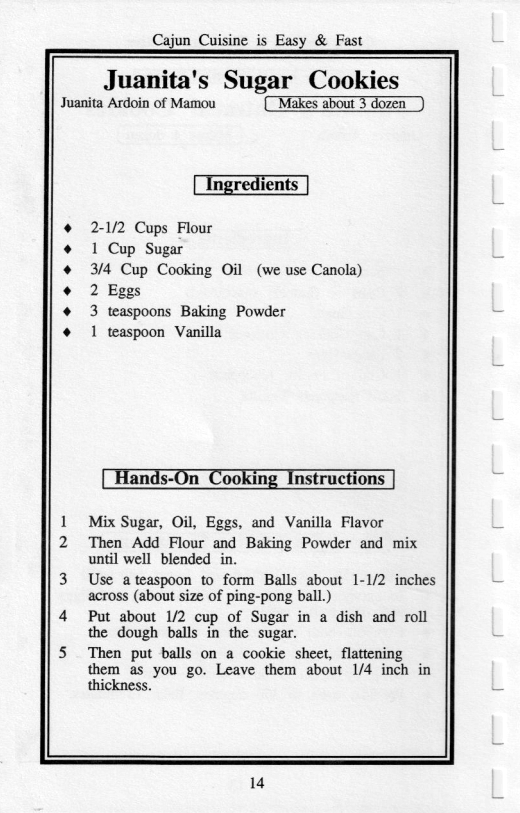 Cajun Cuisine is Easy & Fast
Juanita's Sugar Cookies
Juanita Ardoin of Mamou Makes about 3 dozen
Ingredients
♦ 2-1/2 Cups Flour
♦ 1 Cup Sugar
♦ 3/4 Cup Cooking Oil (we use Canola)
♦ 2 Eggs
♦ 3 teaspoons Baking Powder
♦ 1 teaspoon Vanilla
Hands-On Cooking Instructions
1 Mix Sugar, Oil, Eggs, and Vanilla Flavor
2 Then Add Flour and Baking Powder and mix
until well blended in.
3 Use a teaspoon to form Balls about 1-1/2 inches
across (about size of ping-pong ball.)
4 Put about 1/2 cup of Sugar in a dish and roll
the dough balls in the sugar.
5 Then put balls on a cookie sheet, flattening
them as you go. Leave them about 1/4 inch in
thickness.
14